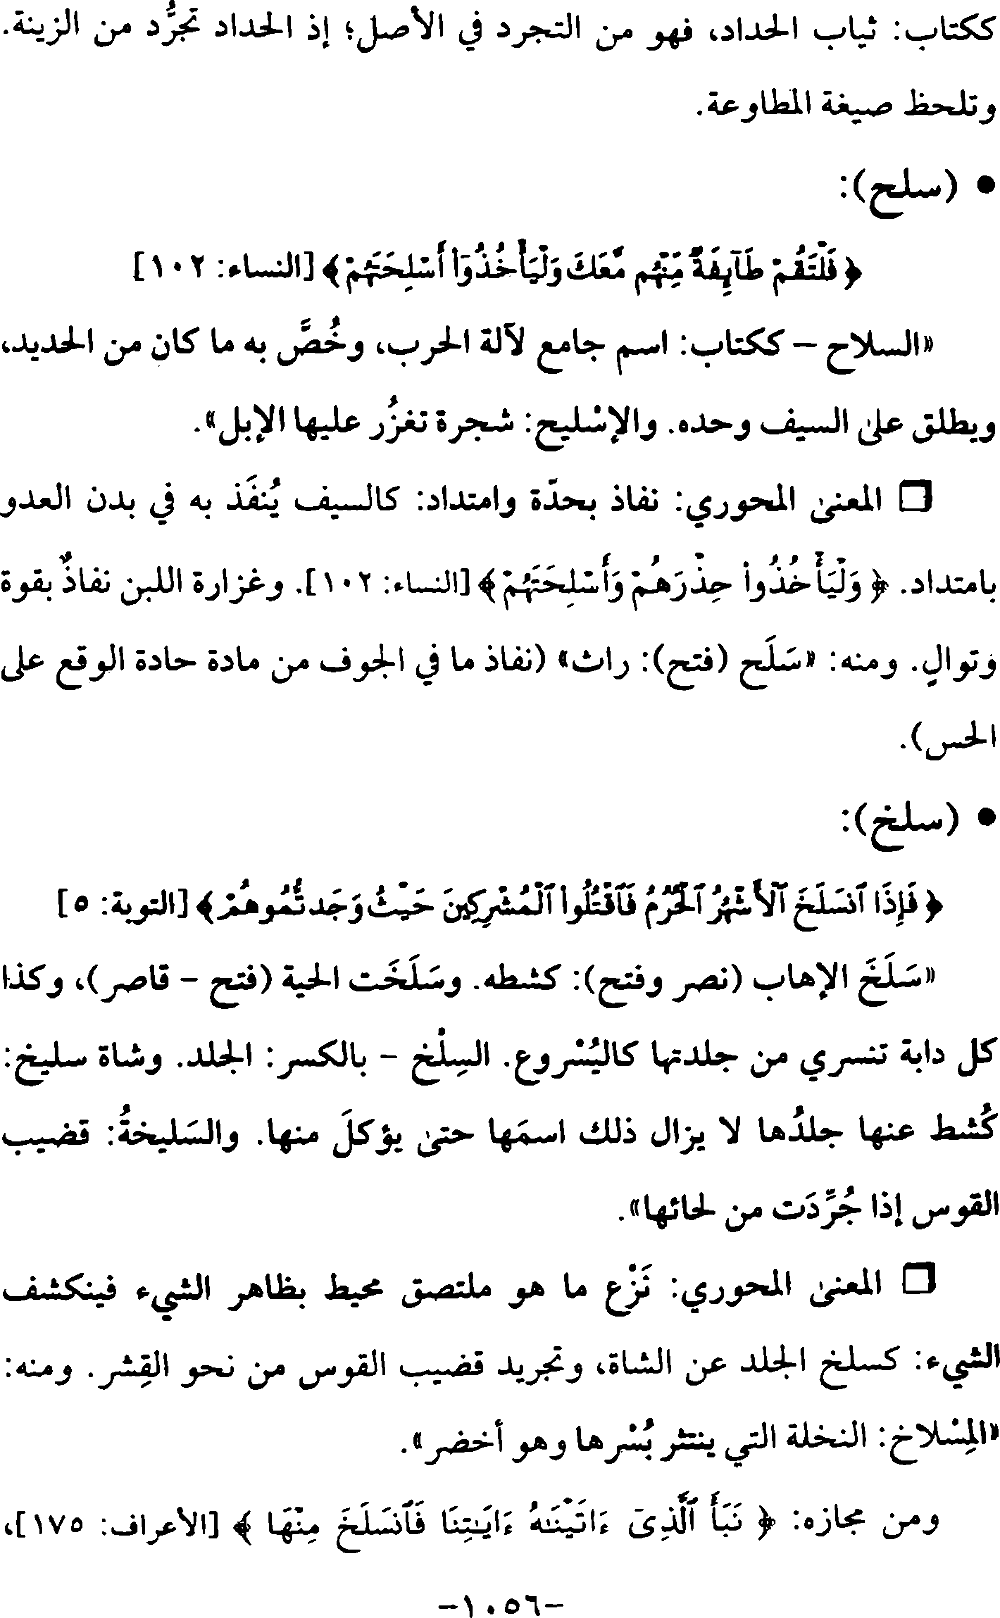 ككتاب: ثياب الحداد، فهو من التجرد في الأصل؛ إذ الحداد تجرُّد من الزينة.
وتلحظ صيغة المطاوعة.
• (سلح):
﴿ فَلْتَقُمْ طَآئِفَةٌ مِّنْهُم مَّعَكَ وَلْيَأْخُذُوٓا۟ أَسْلِحَتَهُمْ﴾ [النساء: ١٠٢]
«السلاح – ككتاب: اسم جامع لآلة الحرب، وخُصَّ به ما كان من الحديد،
ويطلق على السيف وحده. والإسْليح: شجرة تغزُر عليها الإبل».
□ المعنى المحوري: نفاذ بحدّة وامتداد: كالسيف يُنفَذ به في بدن العدو
بامتداد. ﴿ وَلْيَأْخُذُوا۟ حِذْرَهُمْ وَأَسْلِحَتَهُمْ﴾ [النساء: ١٠٢]. وغزارة اللبن نفاذٌ بقوة
وتوالٍ. ومنه: «سَلَح (فتح): راث» (نفاذ ما في الجوف من مادة حادة الوقع على
الحس).
• (سلخ):
﴿ فَإِذَا ٱنسَلَخَ ٱلْأَشْهُرُ ٱلْحُرُمُ فَٱقْتُلُوا۟ ٱلْمُشْرِكِينَ حَيْثُ وَجَدتُّمُوهُمْ﴾ [التوبة: ٥]
«سَلَخَ الإهاب (نصر وفتح): كشطه. وسَلَخَت الحية (فتح – قاصر)، وكذا
كل دابة تنسري من جلدتها كاليُسْروع. السِلْخ – بالكسر: الجلد. وشاة سليخ:
كُشط عنها جلدُها لا يزال ذلك اسمَها حتى يؤكلَ منها. والسَليخةُ: قضيب
القوس إذا جُرِّدَت من لحائها».
□ المعنى المحوري: نَزْع ما هو ملتصق محيط بظاهر الشيء فينكشف
الشيء: كسلخ الجلد عن الشاة، وتجريد قضيب القوس من نحو القِشر. ومنه:
«المِسْلاخ: النخلة التي ينتثر بُسْرها وهو أخضر».
ومن مجازه: ﴿ نَبَأَ ٱلَّذِىٓ ءَاتَيْنَـٰهُ ءَايَـٰتِنَا فَٱنسَلَخَ مِنْهَا ﴾ [الأعراف: ١٧٥]،
–١٠٥٦–